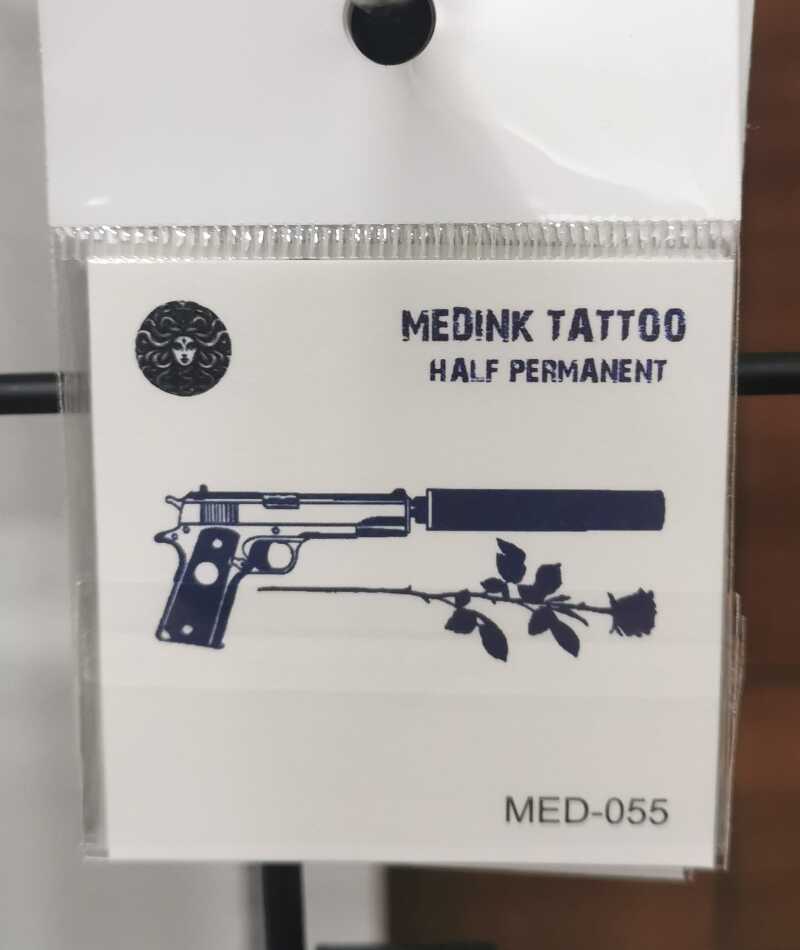 MEDINK TATTOO
HALF PERMANENT
MED-055